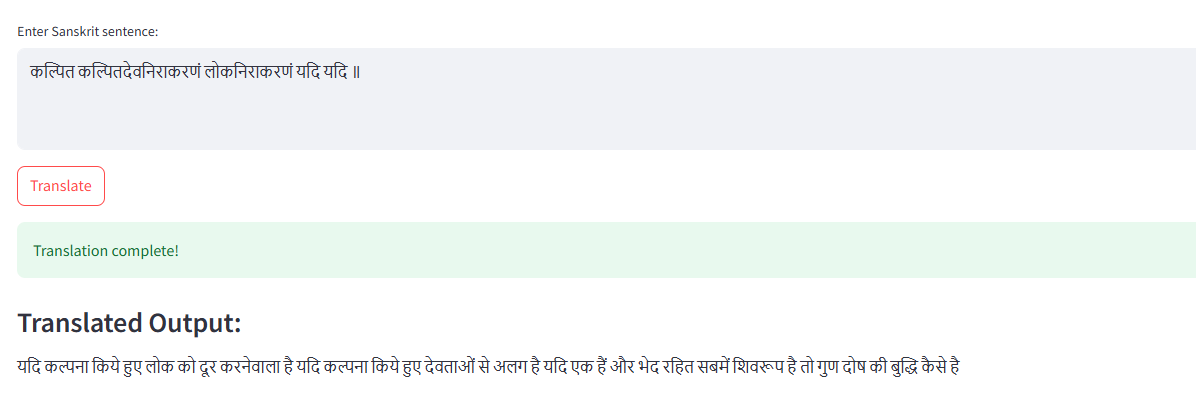 Enter Sanskrit sentence:
कल्पित कल्पितदेवनिराकरणं लोकनिराकरणं यदि यदि ॥
Translate
Translation complete!
Translated Output:
यदि कल्पना किये हुए लोक को दूर करनेवाला है यदि कल्पना किये हुए देवताओं से अलग है यदि एक हैं और भेद रहित सबमें शिवरूप है तो गुण दोष की बुद्धि कैसे है